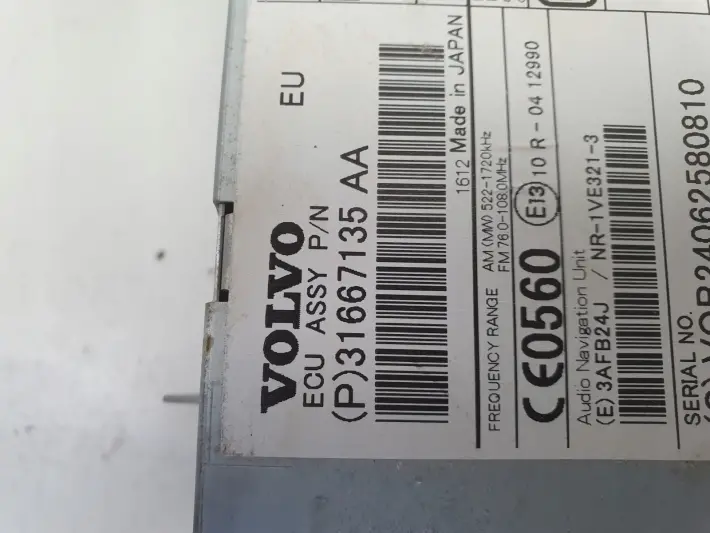 EU
VOLVO
ECU ASSY P/N
(P)31667135 AA
1612 Made in JAPAN
FREQUENCY RANGE AM(MW) 522-1720kHz
FM 76.0-108.0MHz
CE0560 E13 10 R-04 12990
Audio Navigation Unit
(E)3AFB24J / NR-1VE321-3
SERIAL NO.